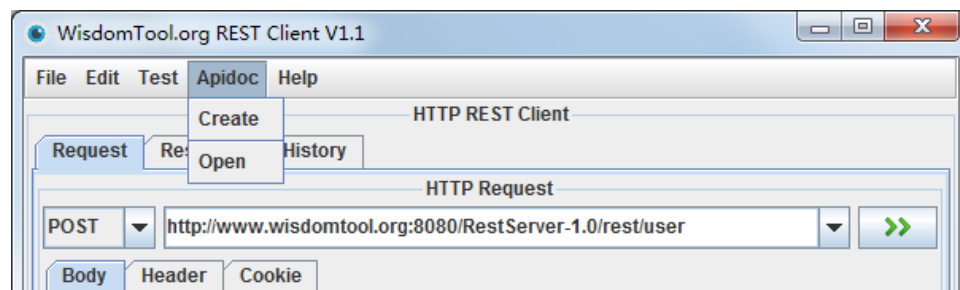 WisdomTool.org REST Client V1.1
File Edit Test Apidoc Help
HTTP REST Client
Create
Request Res History
Open
HTTP Request
POST http://www.wisdomtool.org:8080/RestServer-1.0/rest/user >>
Body Header Cookie